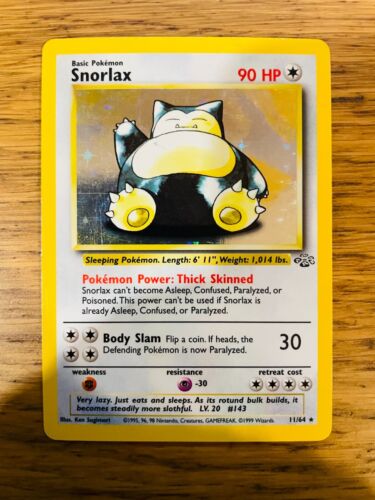 Basic Pokémon
Snorlax 90 HP
Sleeping Pokémon. Length: 6' 11", Weight: 1,014 lbs.
Pokémon Power: Thick Skinned
Snorlax can't become Asleep, Confused, Paralyzed, or
Poisoned. This power can't be used if Snorlax is
already Asleep, Confused, or Paralyzed.
Body Slam Flip a coin. If heads, the
Defending Pokémon is now Paralyzed.
30
weakness resistance retreat cost
-30
Very lazy. Just eats and sleeps. As its rotund bulk builds, it
becomes steadily more slothful. LV. 20 #143
Illus. Ken Sugimori ©1995, 96, 98 Nintendo, Creatures, GAMEFREAK. ©1999 Wizards. 11/64 ★